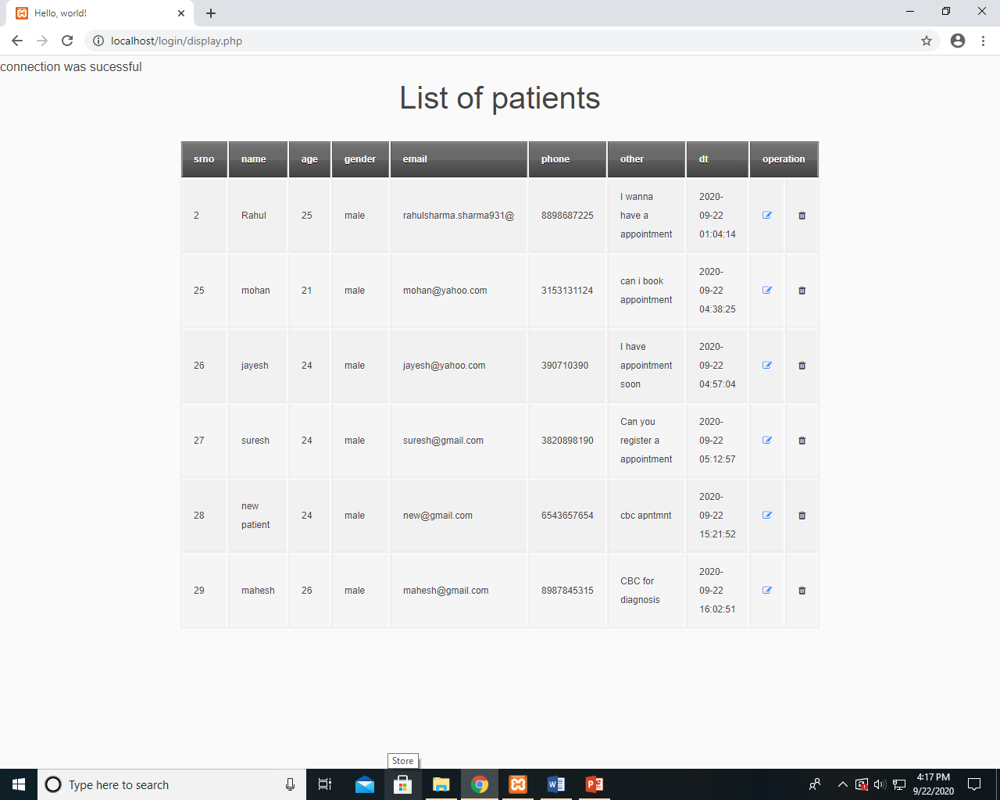 Hello, world!
localhost/login/display.php
connection was sucessful
List of patients
srno name age gender email phone other dt operation
2 Rahul 25 male rahulsharma.sharma931@ 8898687225 I wanna have a appointment 2020-09-22 01:04:14
25 mohan 21 male mohan@yahoo.com 3153131124 can i book appointment 2020-09-22 04:38:25
26 jayesh 24 male jayesh@yahoo.com 390710390 I have appointment soon 2020-09-22 04:57:04
27 suresh 24 male suresh@gmail.com 3820898190 Can you register a appointment 2020-09-22 05:12:57
28 new patient 24 male new@gmail.com 6543657654 cbc apntmnt 2020-09-22 15:21:52
29 mahesh 26 male mahesh@gmail.com 8987845315 CBC for diagnosis 2020-09-22 16:02:51
Store
Type here to search
4:17 PM
9/22/2020